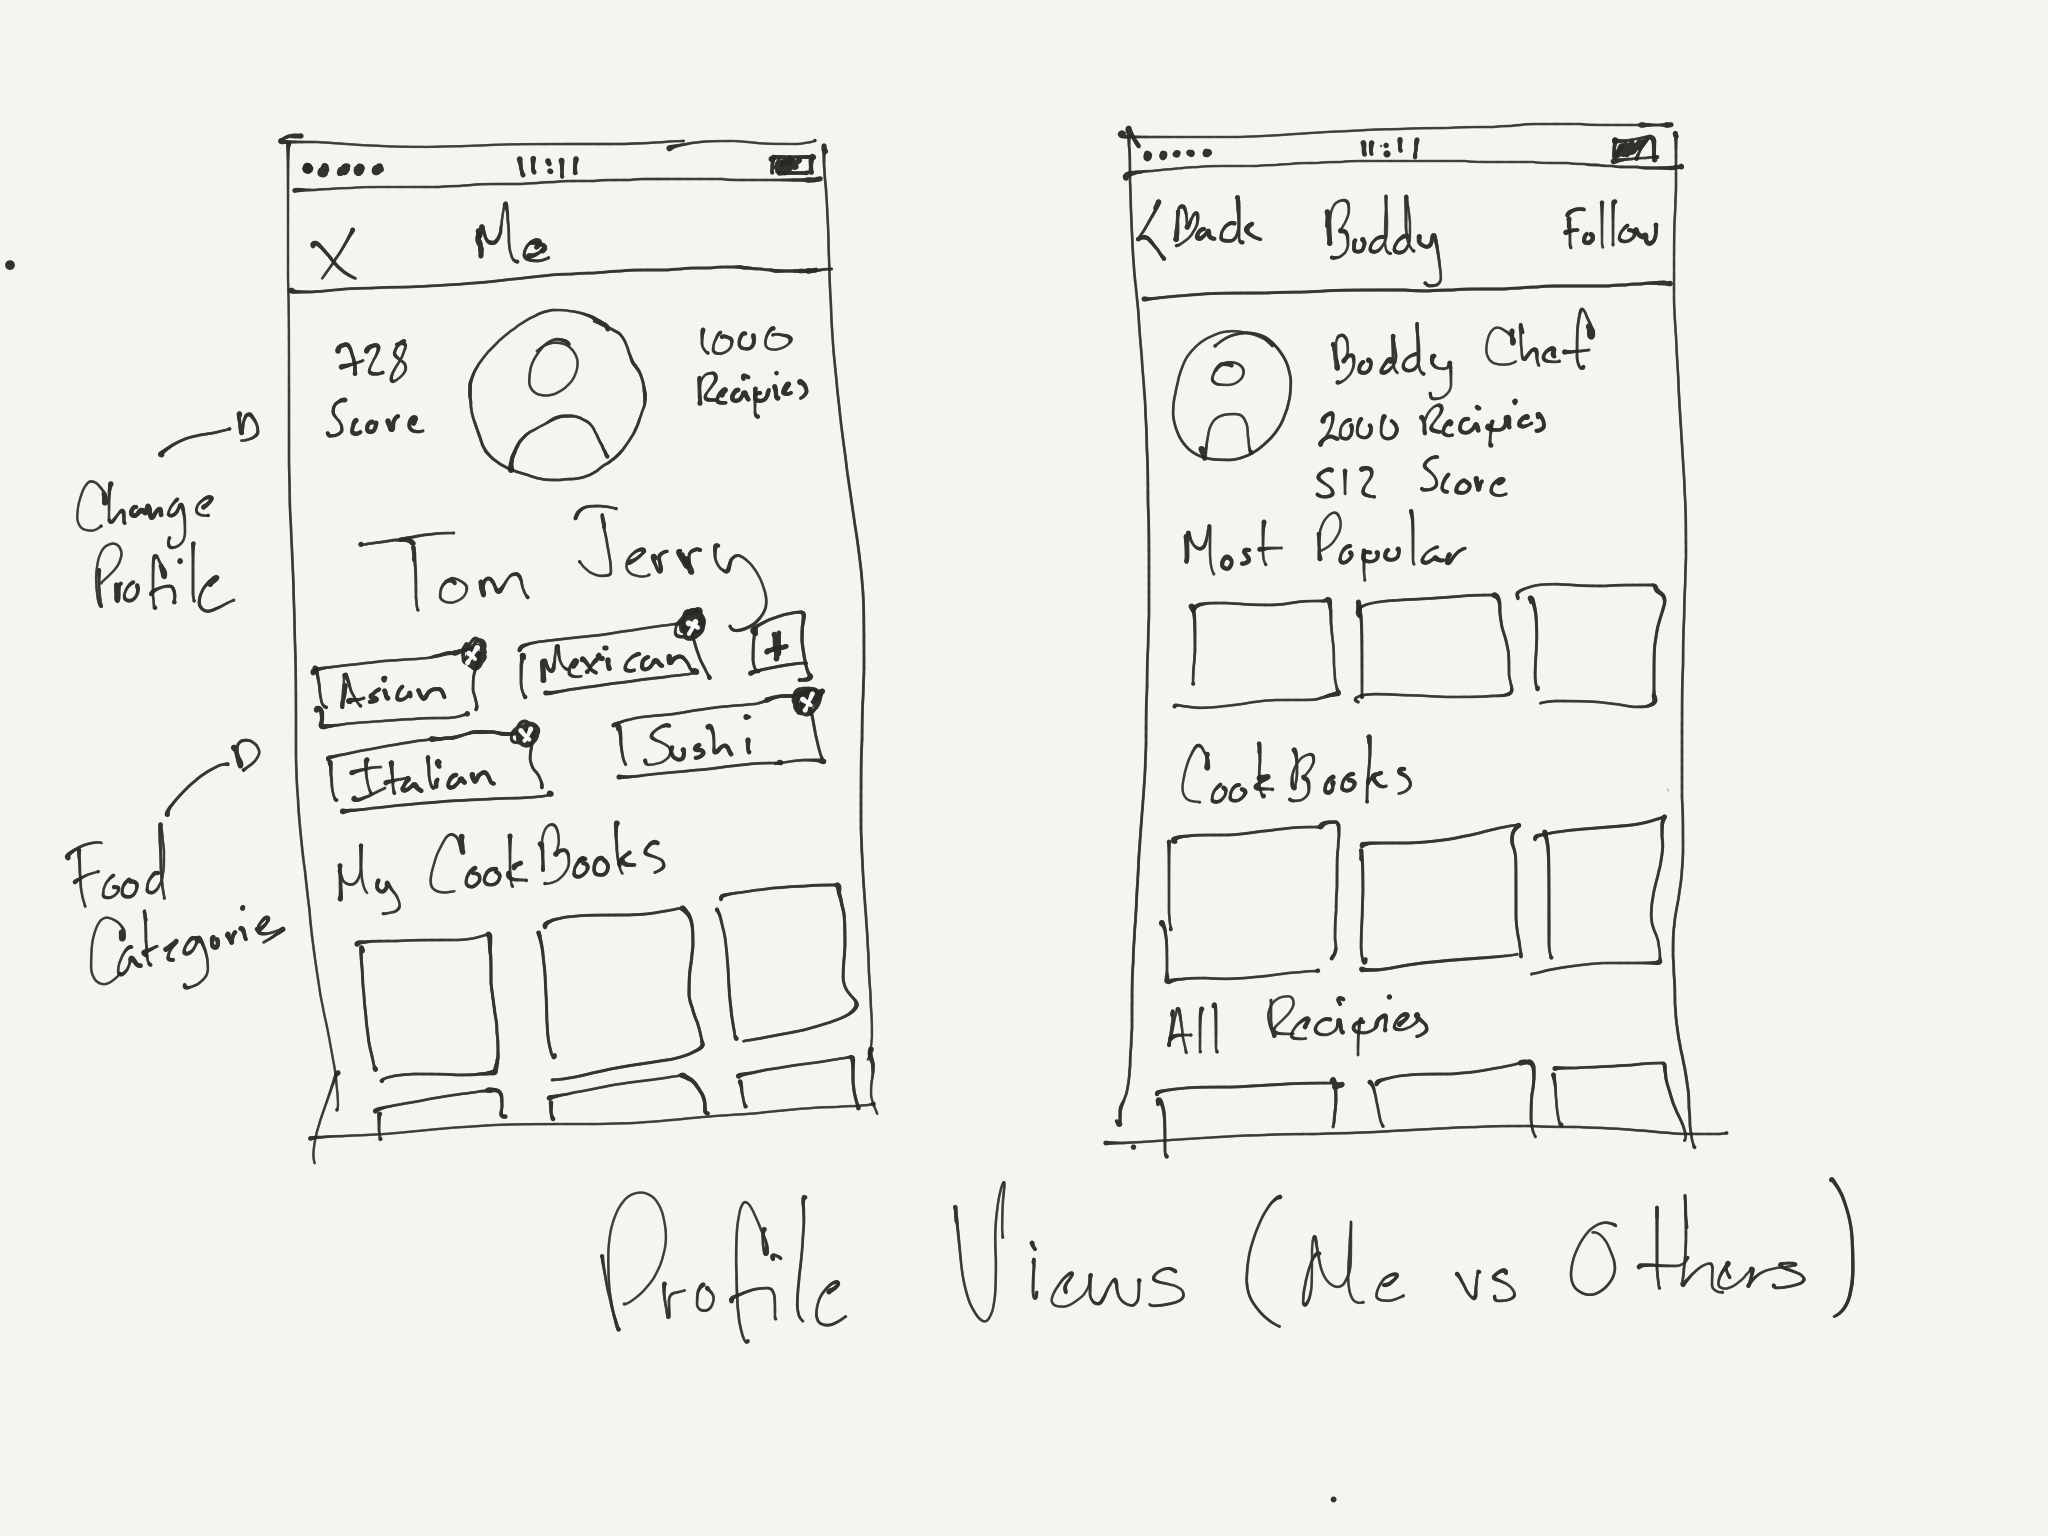 11:11
X Me
728
Score
1000
Recipies
Change
Profile
Tom Jerry
Asian
Mexican
+
Italian
Sushi
Food
Categorie
My CookBooks
11:11
< Back Buddy Follow
Buddy Chef
2000 Recipies
512 Score
Most Popular
CookBooks
All Recipies
Profile Views (Me vs Others)